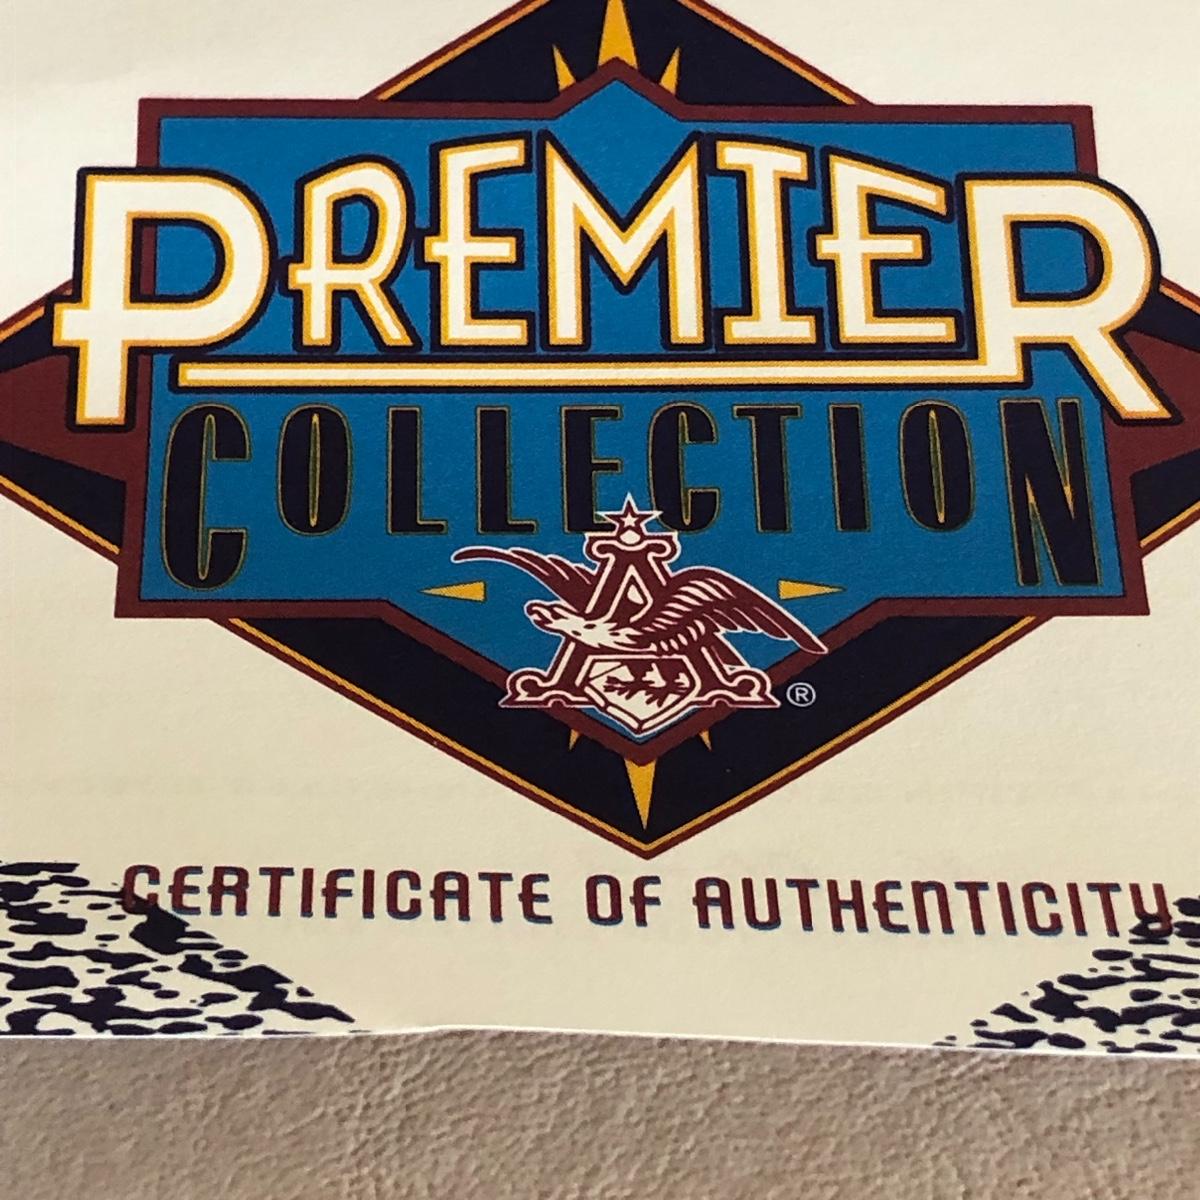 PREMIER
COLLECTION
A
®
CERTIFICATE OF AUTHENTICITY